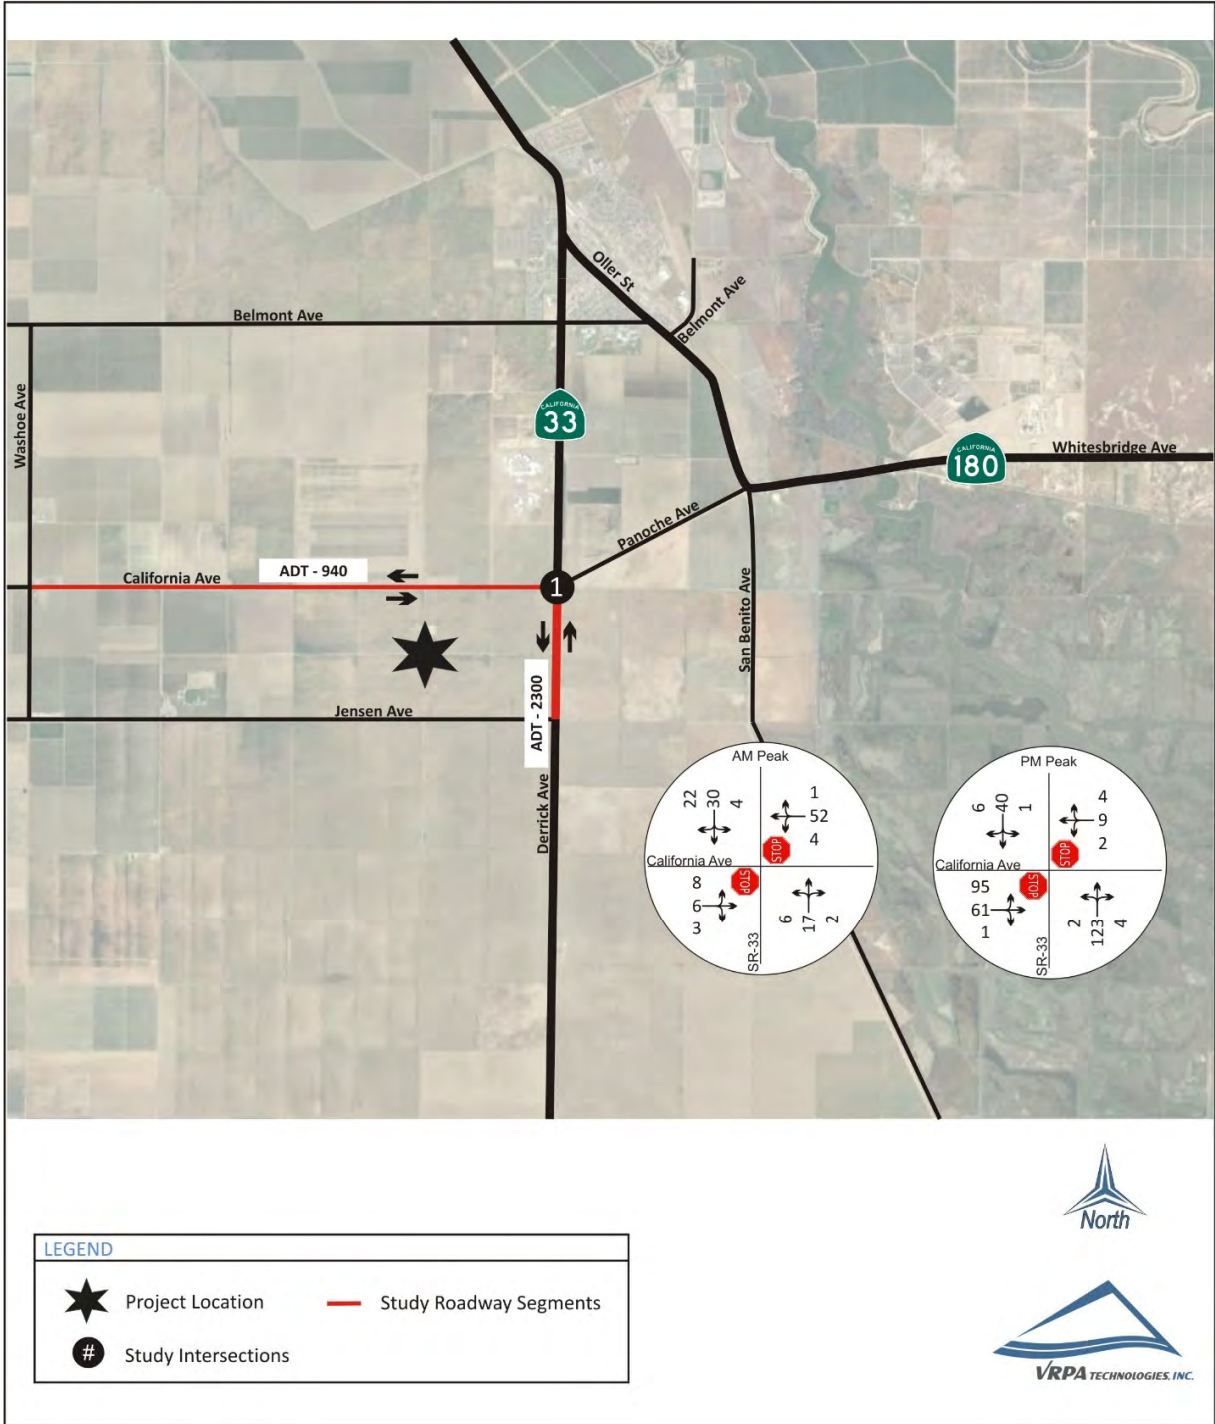 Oller St
Belmont Ave
Belmont Ave
Washoe Ave
CALIFORNIA
33
CALIFORNIA
180
Whitesbridge Ave
Panoche Ave
California Ave
ADT - 940
1
San Benito Ave
ADT - 2300
Jensen Ave
Derrick Ave
AM Peak
22 30 4
1
52
4
STOP
California Ave
STOP
8
6
3
6 17 2
SR-33
PM Peak
6 40 1
4
9
2
STOP
California Ave
STOP
95
61
1
2 123 4
SR-33
North
LEGEND
Project Location
Study Roadway Segments
#
Study Intersections
VRPA TECHNOLOGIES, INC.